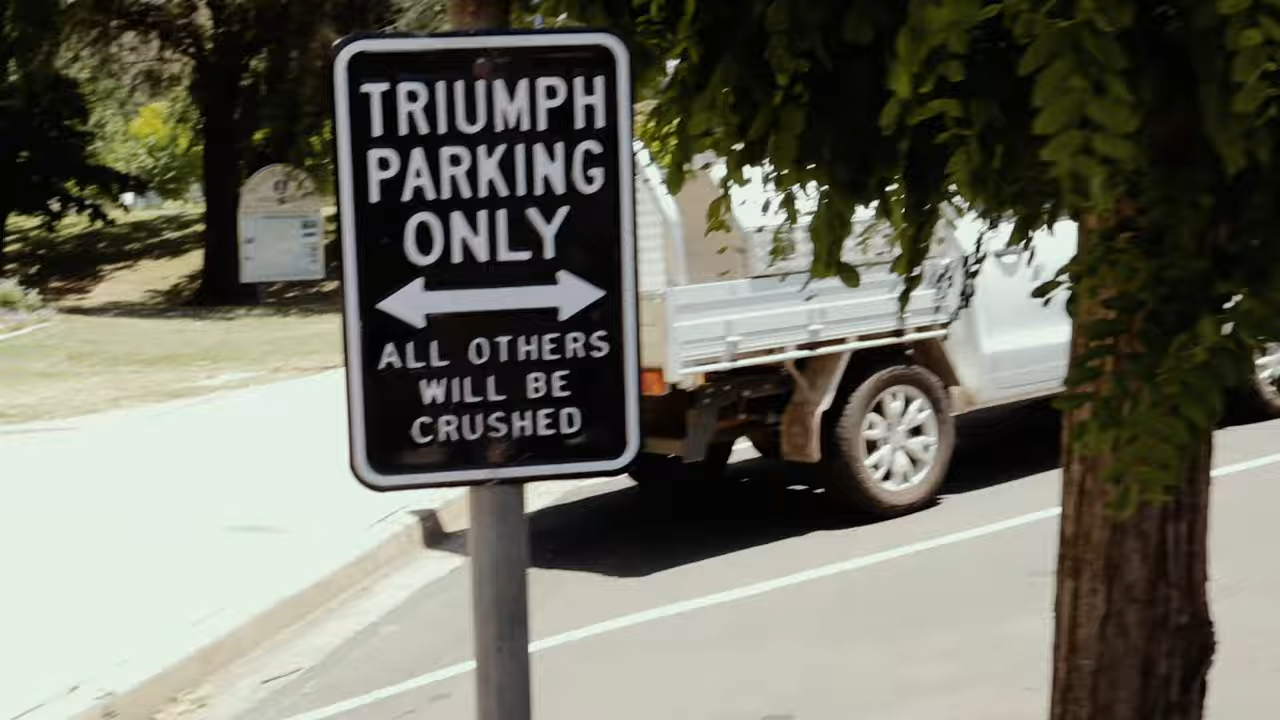 TRIUMPH
PARKING
ONLY
ALL OTHERS
WILL BE
CRUSHED